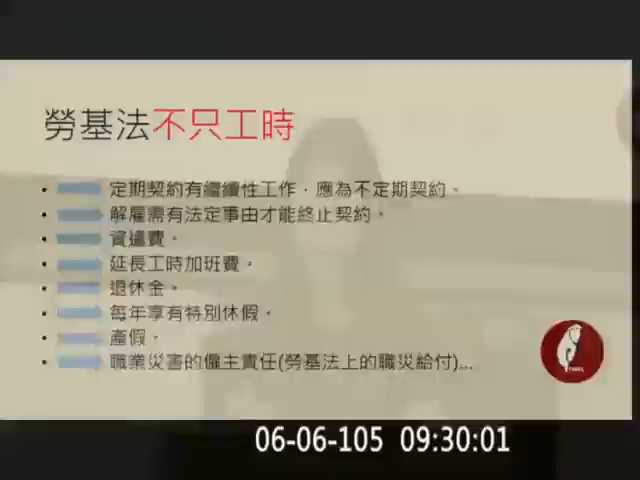 勞基法不只工時
• 定期契約有繼續性工作，應為不定期契約。
• 解雇需有法定事由才能終止契約。
• 資遣費。
• 延長工時加班費。
• 退休金。
• 每年享有特別休假。
• 產假。
• 職業災害的僱主責任(勞基法上的職災給付)...
06-06-105 09:30:01